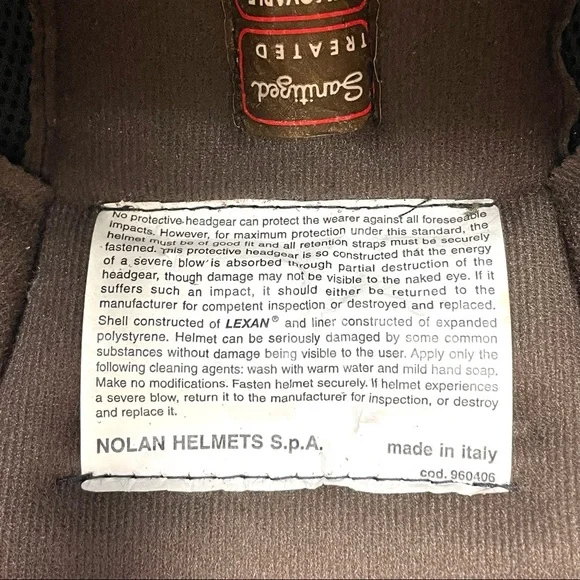 REMOVABLE
TREATED
Sanitized
No protective headgear can protect the wearer against all foreseeable
impacts. However, for maximum protection under this standard, the
helmet must be of good fit and all retention straps must be securely
fastened. This protective headgear is so constructed that the energy
of a severe blow is absorbed through partial destruction of the
headgear, though damage may not be visible to the naked eye. If it
suffers such an impact, it should either be returned to the
manufacturer for competent inspection or destroyed and replaced.
Shell constructed of LEXAN® and liner constructed of expanded
polystyrene. Helmet can be seriously damaged by some common
substances without damage being visible to the user. Apply only the
following cleaning agents: wash with warm water and mild hand soap.
Make no modifications. Fasten helmet securely. If helmet experiences
a severe blow, return it to the manufacturer for inspection, or destroy
and replace it.
NOLAN HELMETS S.p.A. made in italy
cod. 960406